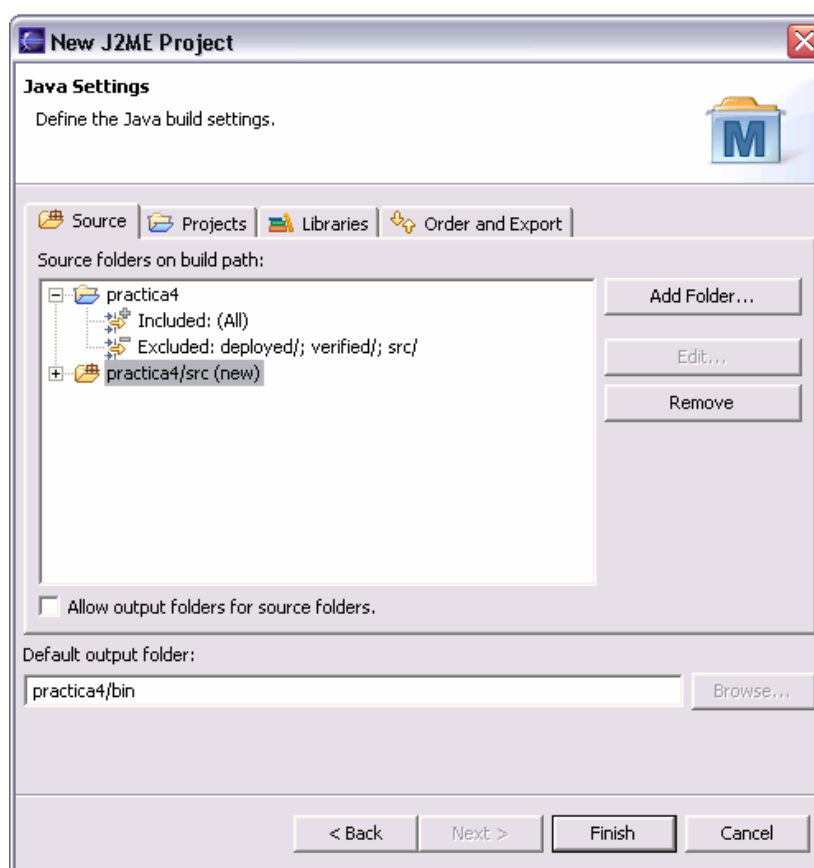 New J2ME Project
Java Settings
Define the Java build settings.
M
Source Projects Libraries Order and Export
Source folders on build path:
practica4
Add Folder...
Included: (All)
Excluded: deployed/; verified/; src/
Edit...
practica4/src (new)
Remove
Allow output folders for source folders.
Default output folder:
practica4/bin
Browse...
< Back Next > Finish Cancel